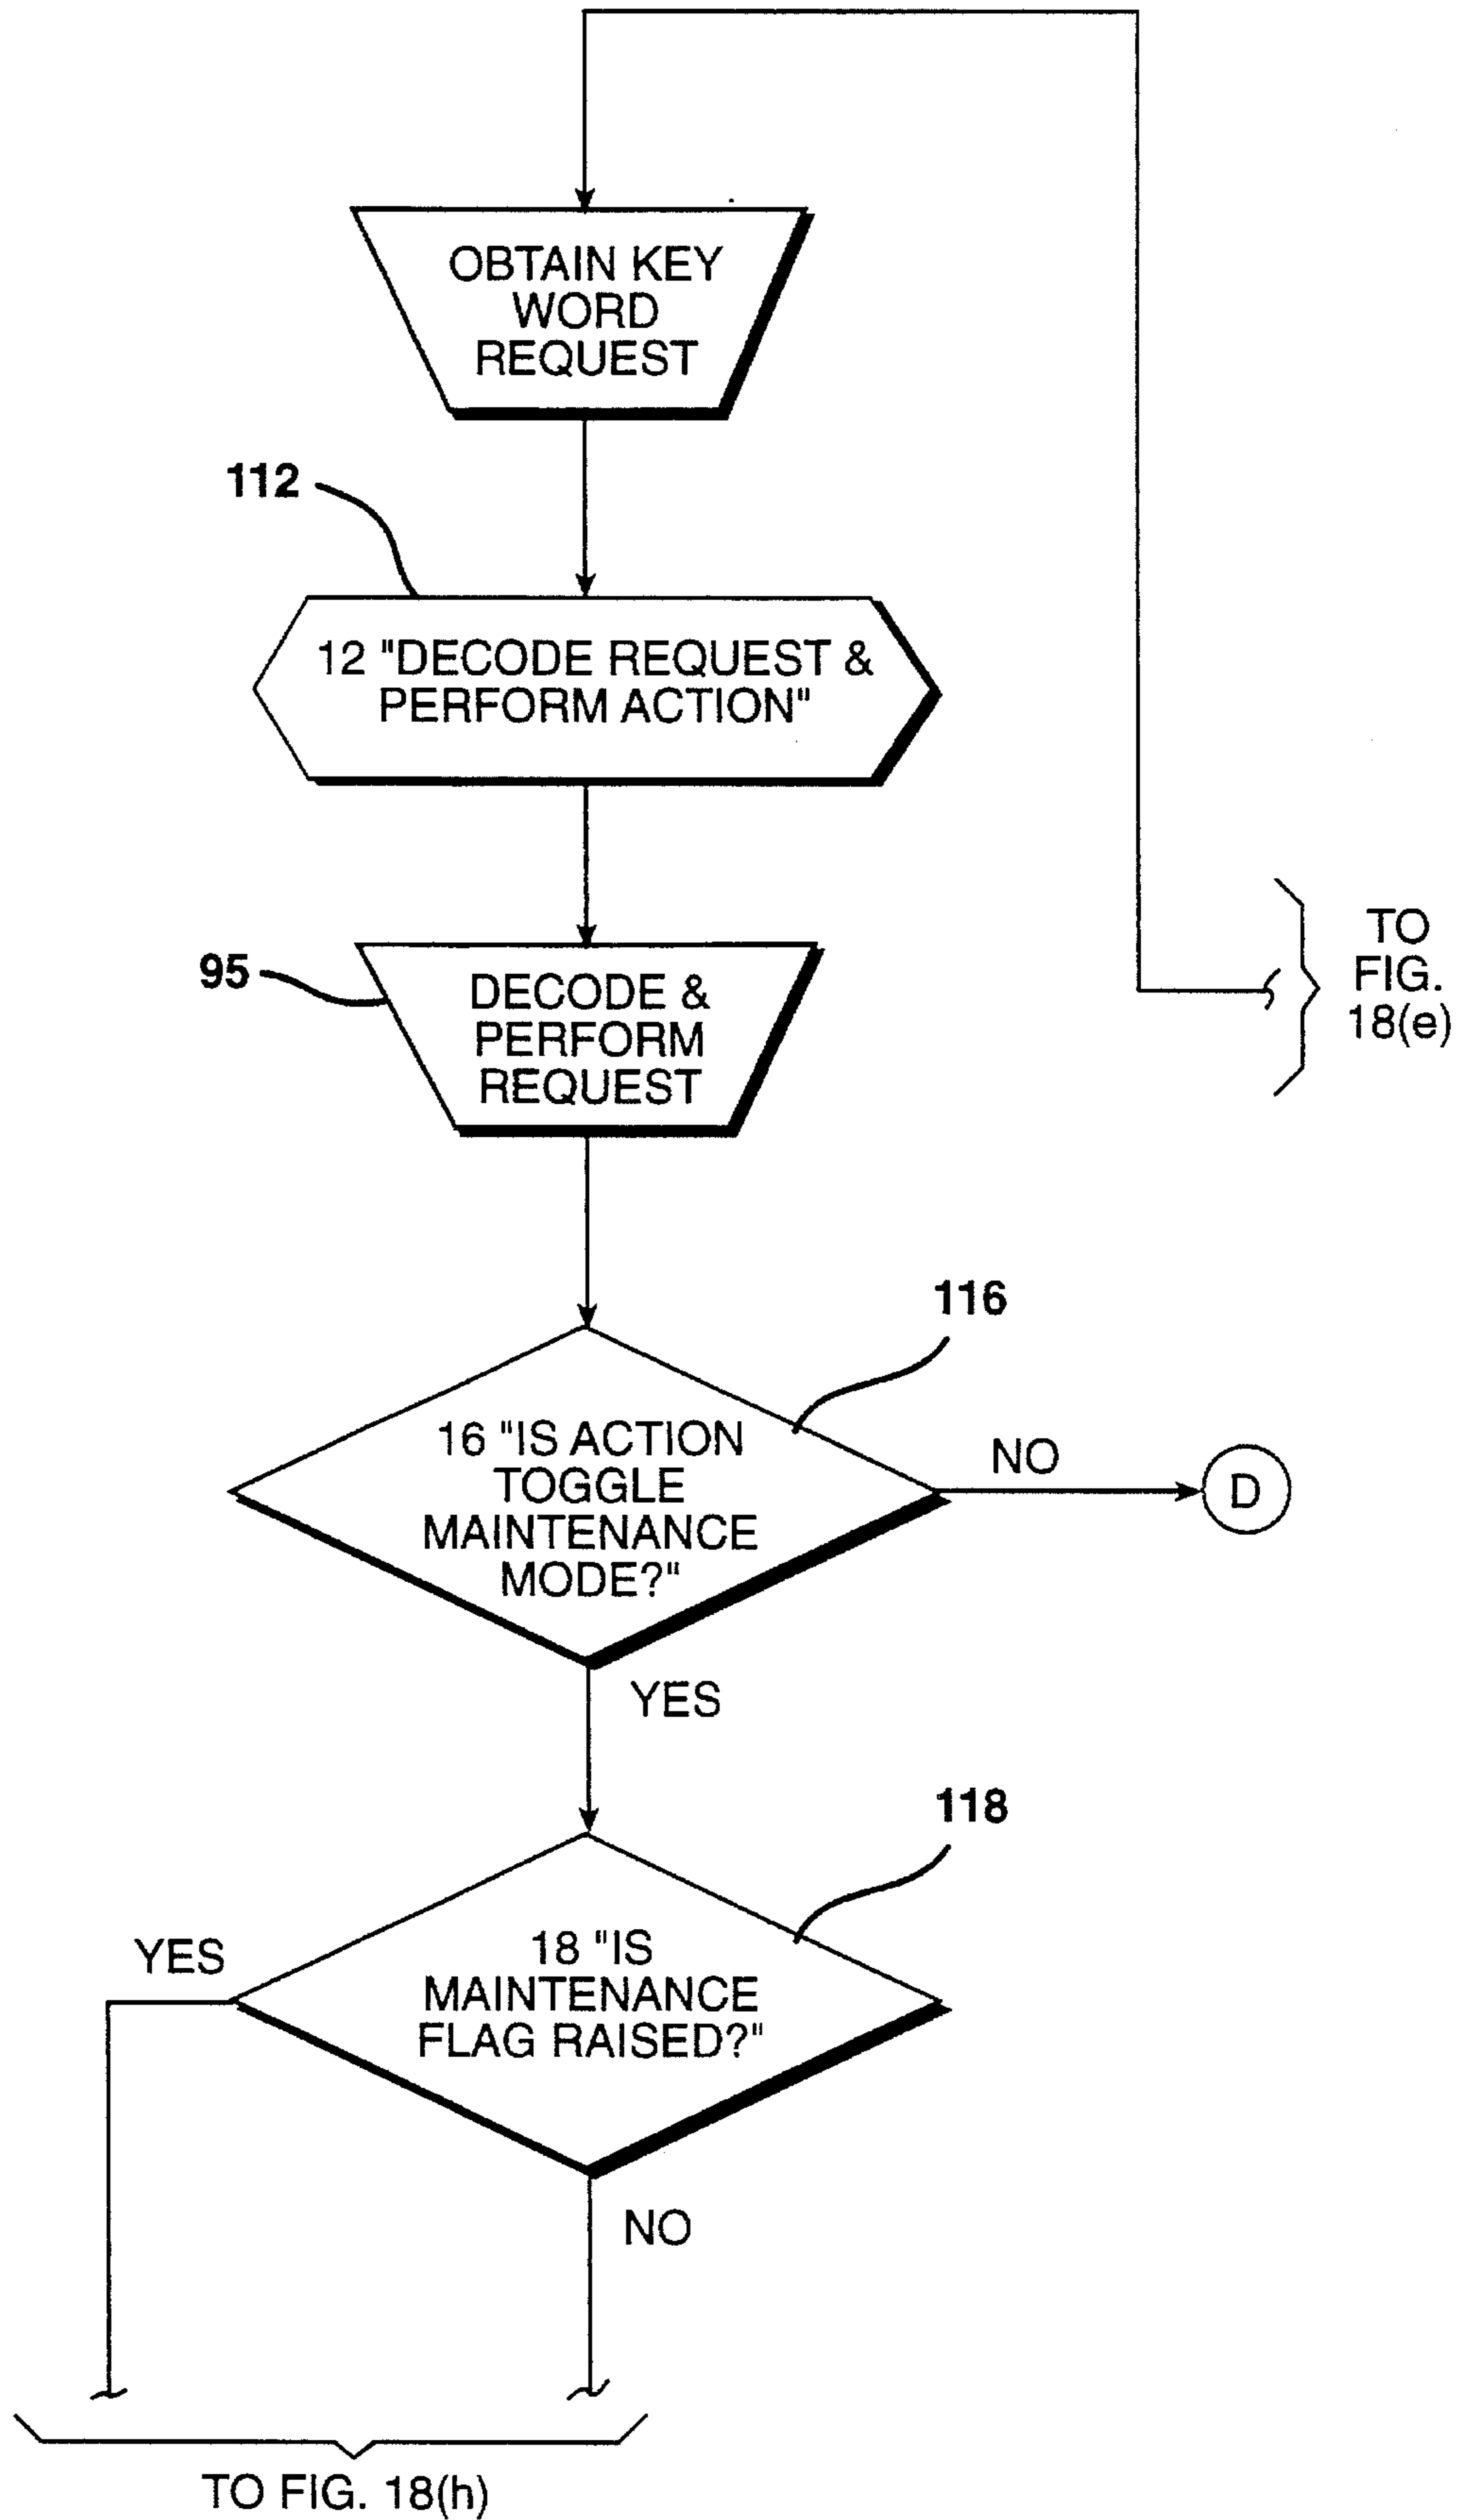 OBTAIN KEY
WORD
REQUEST
112
12 "DECODE REQUEST &
PERFORM ACTION"
95
DECODE &
PERFORM
REQUEST
TO
FIG.
18(e)
116
16 "IS ACTION
TOGGLE
MAINTENANCE
MODE?"
NO
D
YES
118
18 "IS
MAINTENANCE
FLAG RAISED?"
YES
NO
TO FIG. 18(h)